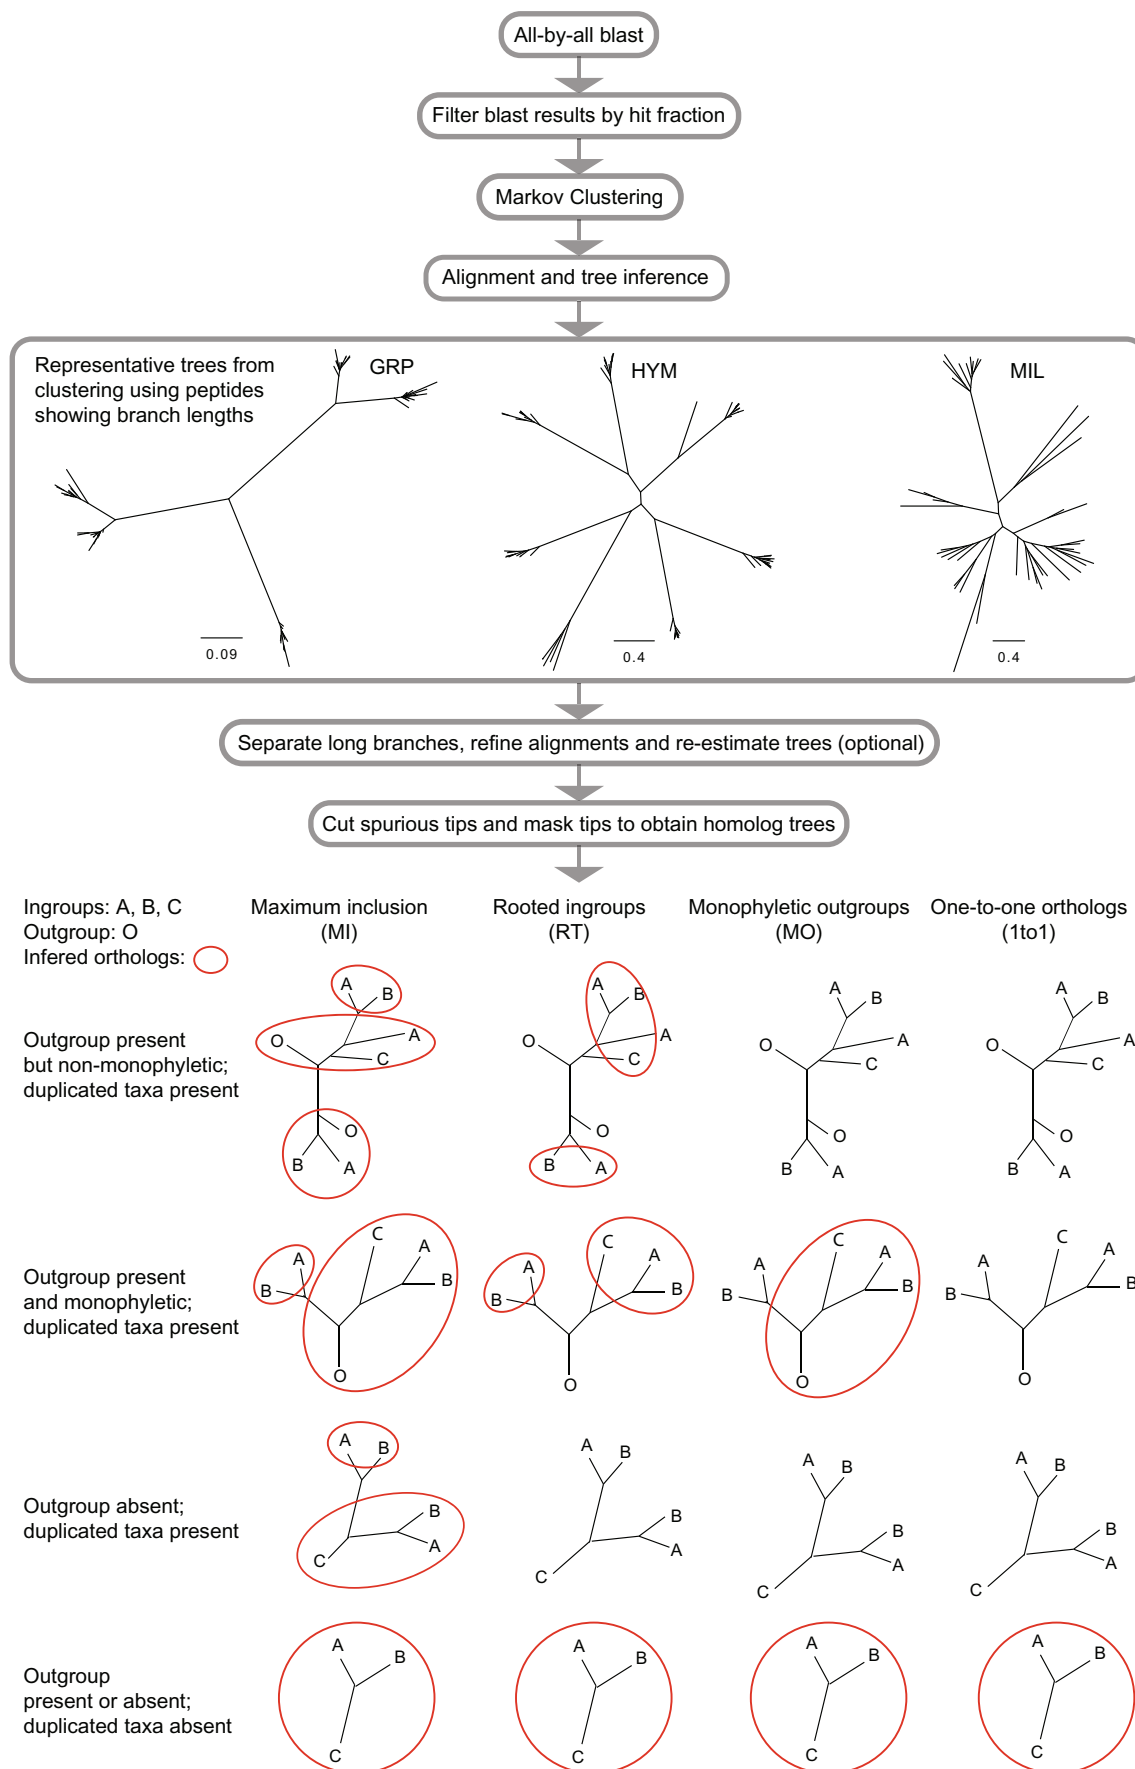 All-by-all blast
Filter blast results by hit fraction
Markov Clustering
Alignment and tree inference
Representative trees from
clustering using peptides
showing branch lengths
GRP
HYM
MIL
0.09
0.4
0.4
Separate long branches, refine alignments and re-estimate trees (optional)
Cut spurious tips and mask tips to obtain homolog trees
Ingroups: A, B, C
Outgroup: O
Infered orthologs:
Maximum inclusion
(MI)
Rooted ingroups
(RT)
Monophyletic outgroups
(MO)
One-to-one orthologs
(1to1)
Outgroup present
but non-monophyletic;
duplicated taxa present
A
B
O
A
C
O
B
A
A
B
O
A
C
O
B
A
A
B
O
A
C
O
B
A
A
B
O
A
C
O
B
A
Outgroup present
and monophyletic;
duplicated taxa present
A
B
C
A
B
O
A
B
C
A
B
O
A
B
C
A
B
O
A
B
C
A
B
O
Outgroup absent;
duplicated taxa present
A
B
B
A
C
A
B
B
A
C
A
B
B
A
C
A
B
B
A
C
Outgroup
present or absent;
duplicated taxa absent
A
B
C
A
B
C
A
B
C
A
B
C